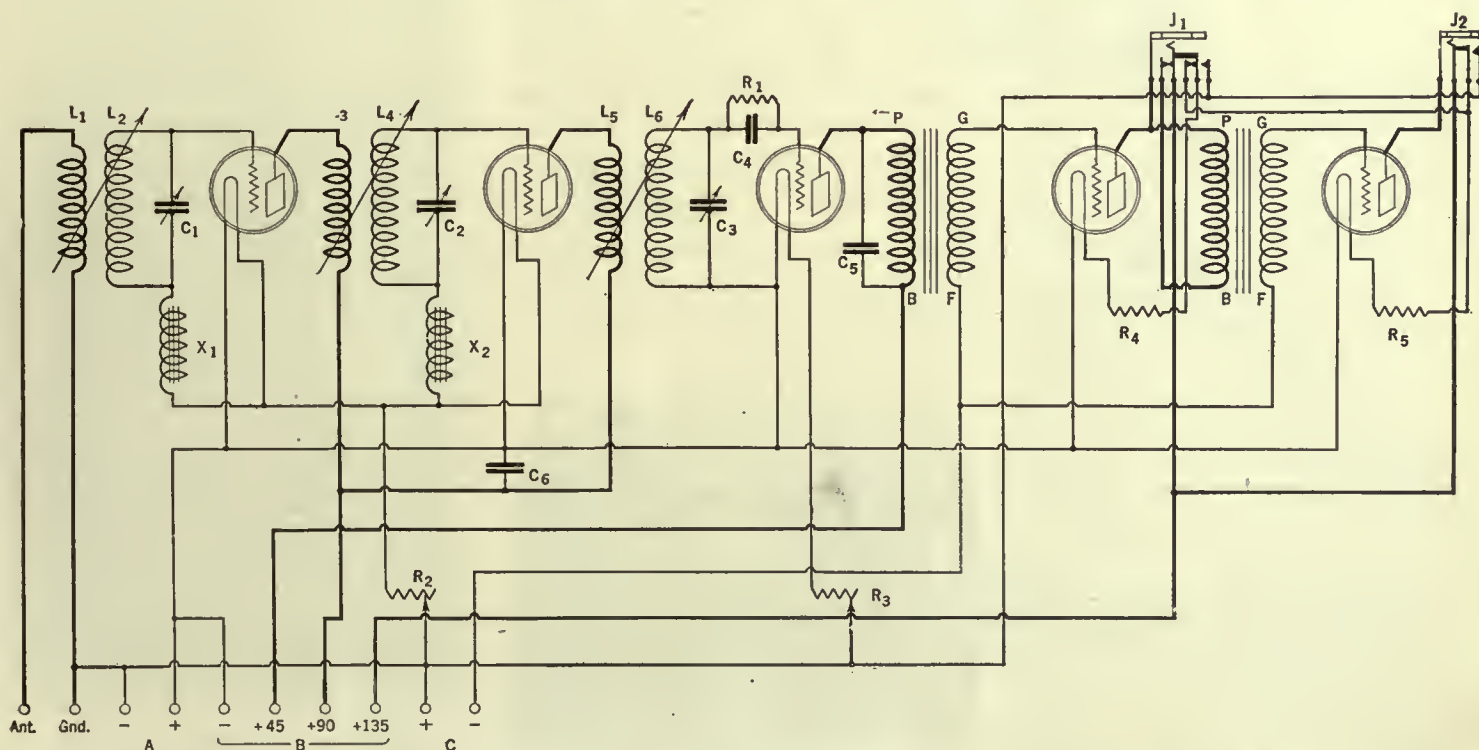 J1 J2
L1 L2 -3 L4 L5 L6 R1 ←P G P G
C4
C1 C2 C3 C5
B F R4 B F R5
X1 X2
C6
R2 R3
Ant. Gnd. - + - +45 +90 +135 + -
A B C